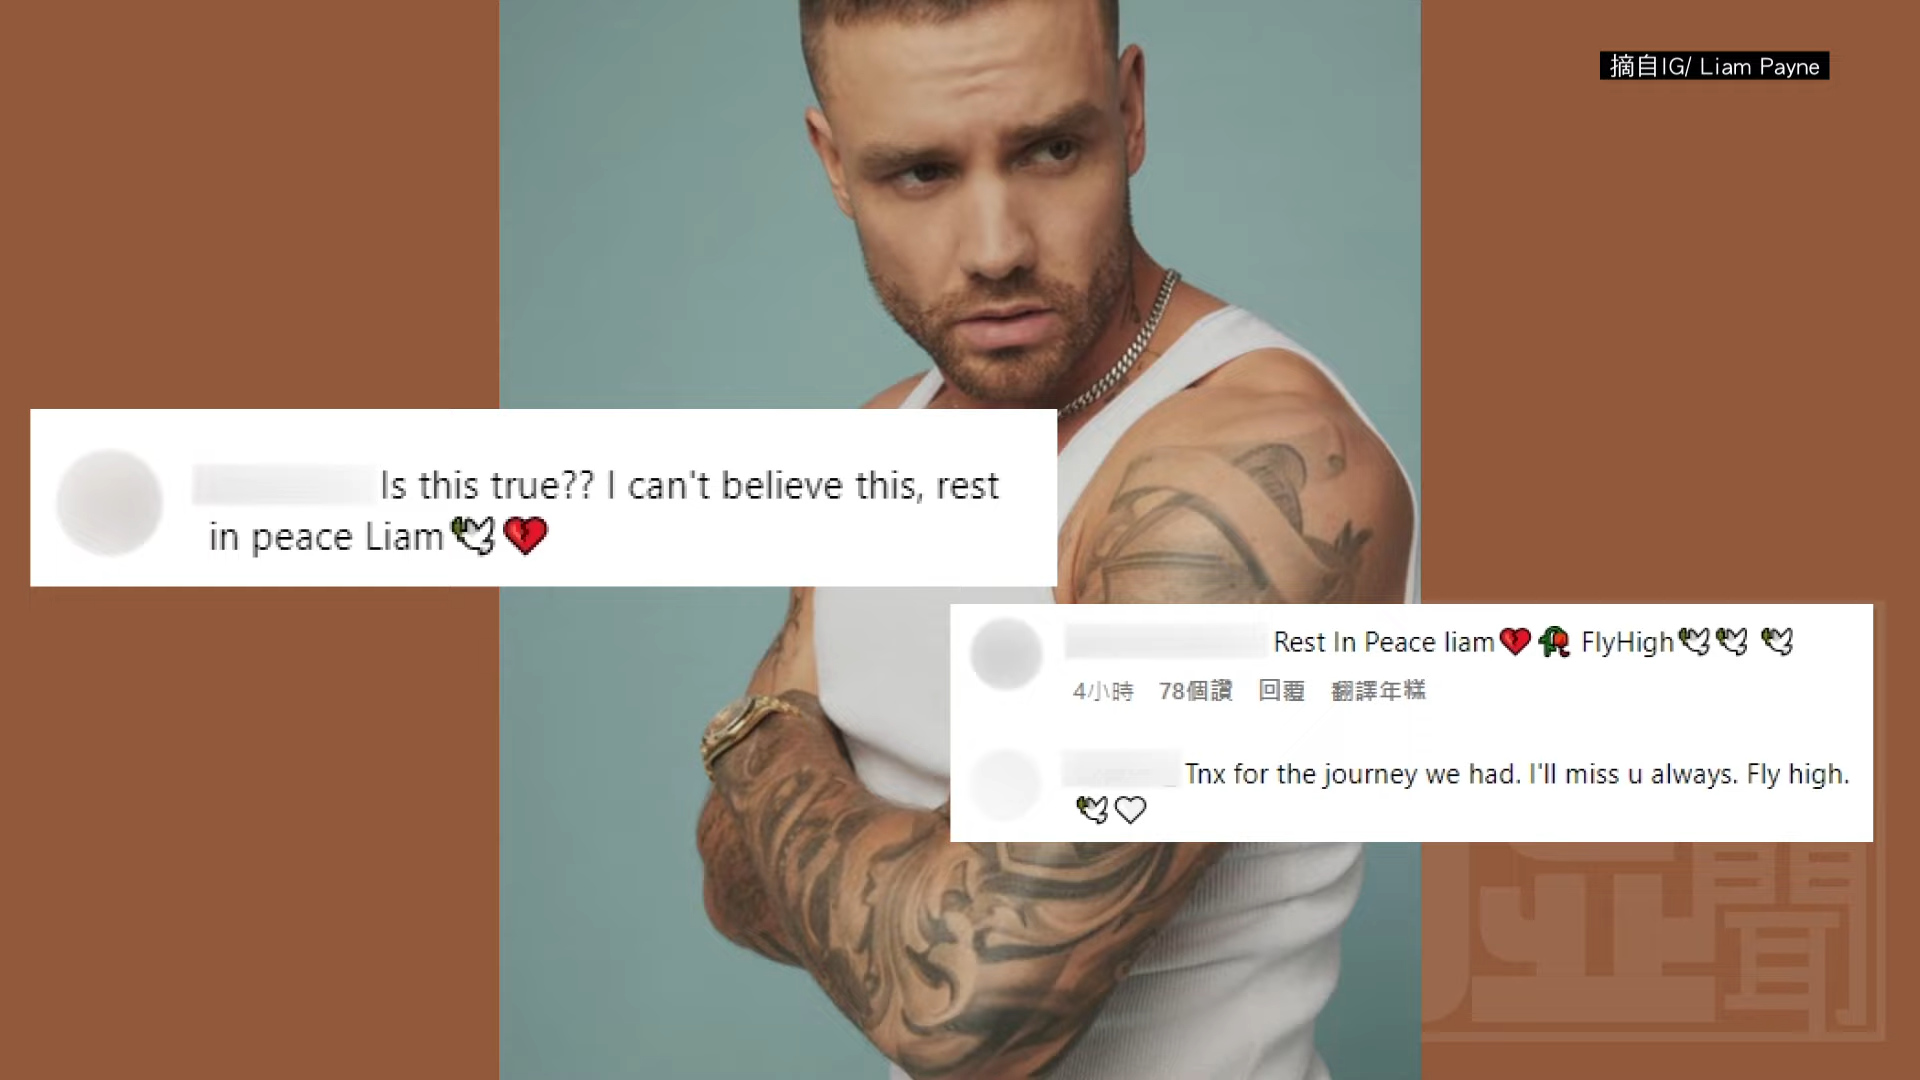 摘自IG/ Liam Payne
Is this true?? I can't believe this, rest
in peace Liam🕊💔
Rest In Peace liam💔🥀 FlyHigh🕊🕊 🕊
4小時 78個讚 回覆 翻譯年糕
Tnx for the journey we had. I'll miss u always. Fly high.
🕊🤍
聞